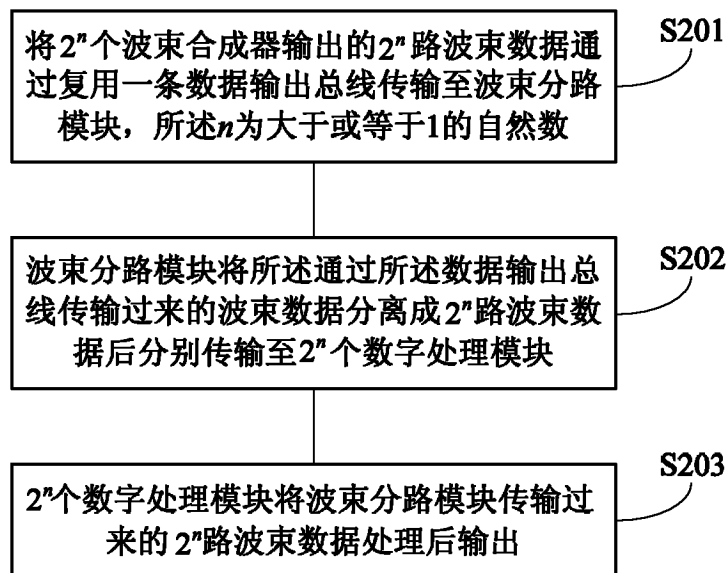 将2ⁿ个波束合成器输出的2ⁿ路波束数据通
过复用一条数据输出总线传输至波束分路
模块，所述n为大于或等于1的自然数
S201
波束分路模块将所述通过所述数据输出总
线传输过来的波束数据分离成2ⁿ路波束数
据后分别传输至2ⁿ个数字处理模块
S202
2ⁿ个数字处理模块将波束分路模块传输过
来的2ⁿ路波束数据处理后输出
S203